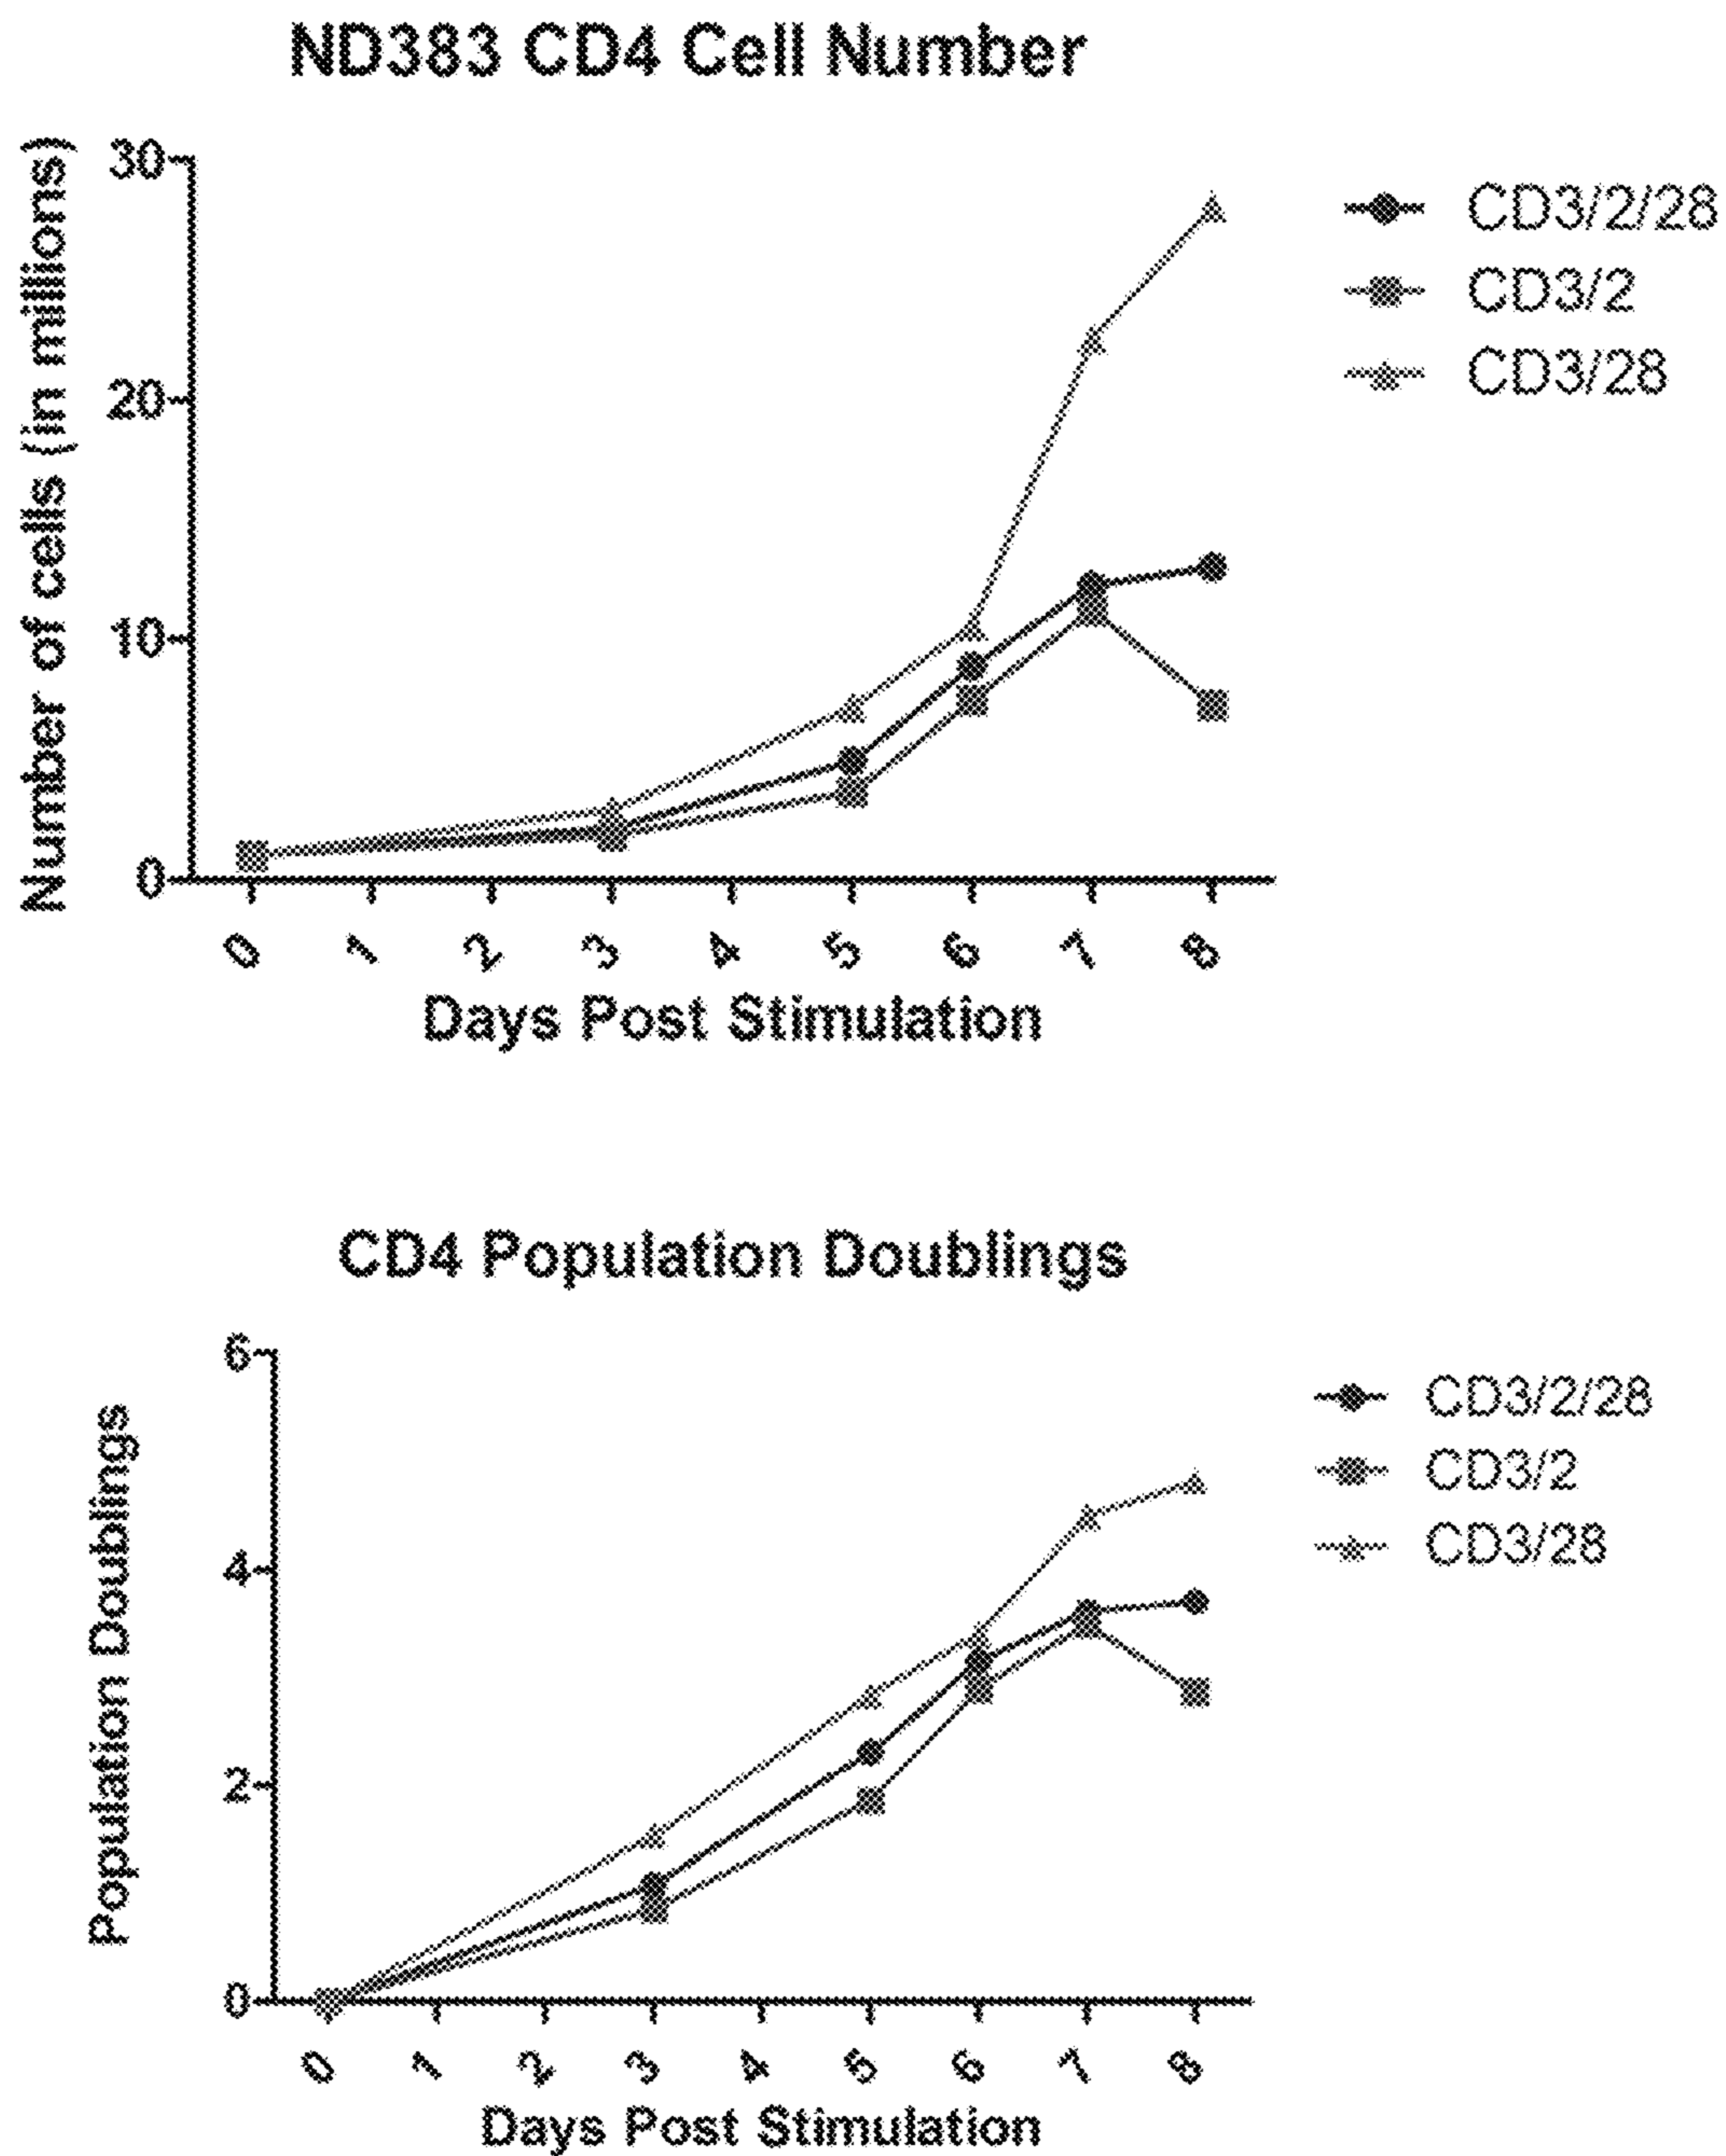 ND383 CD4 Cell Number
Number of cells (in millions)
30
20
10
0
CD3/2/28
CD3/2
CD3/28
0 1 2 3 4 5 6 7 8
Days Post Stimulation
CD4 Population Doublings
Population Doublings
6
4
2
0
CD3/2/28
CD3/2
CD3/28
0 1 2 3 4 5 6 7 8
Days Post Stimulation